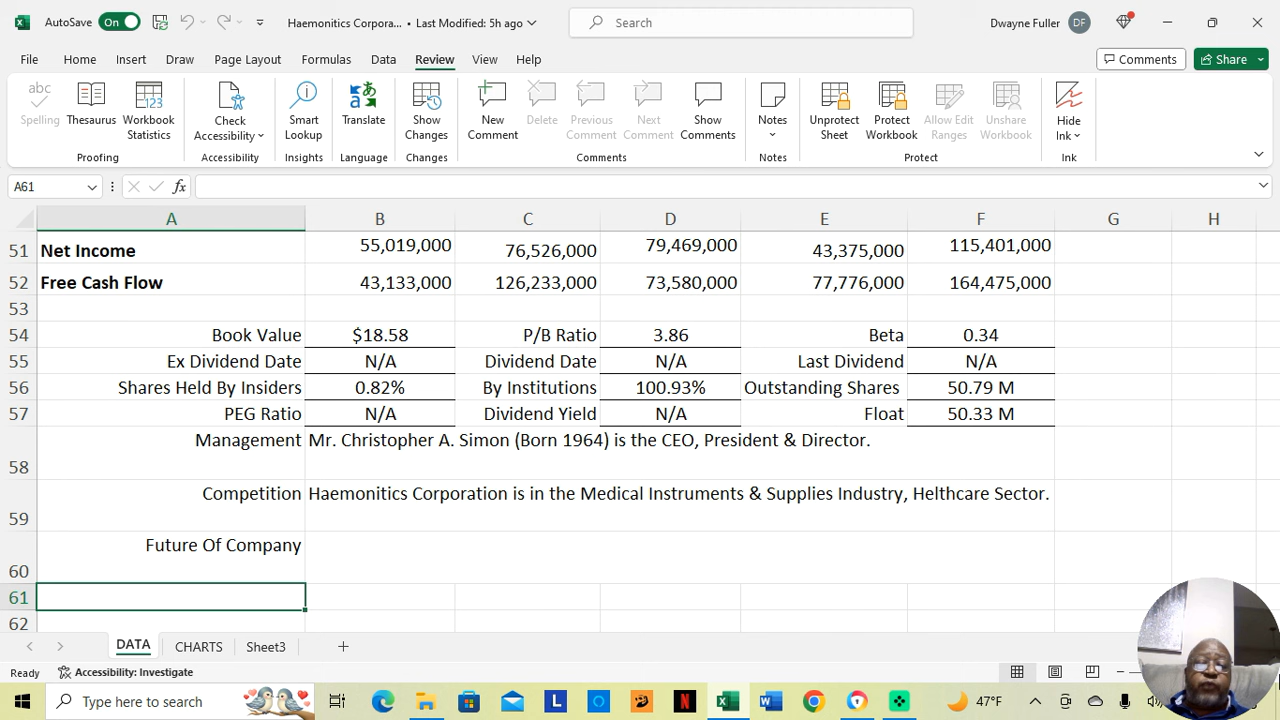 AutoSave On Haemonitics Corpora... • Last Modified: 5h ago Search Dwayne Fuller DF
File Home Insert Draw Page Layout Formulas Data Review View Help Comments Share
abc 123
Spelling Thesaurus Workbook Statistics Check Accessibility Smart Lookup Translate Show Changes New Comment Delete Previous Comment Next Comment Show Comments Notes Unprotect Sheet Protect Workbook Allow Edit Ranges Unshare Workbook Hide Ink
Proofing Accessibility Insights Language Changes Comments Notes Protect Ink
A61 fx
A B C D E F G H
51 Net Income 55,019,000 76,526,000 79,469,000 43,375,000 115,401,000
52 Free Cash Flow 43,133,000 126,233,000 73,580,000 77,776,000 164,475,000
53
54 Book Value $18.58 P/B Ratio 3.86 Beta 0.34
55 Ex Dividend Date N/A Dividend Date N/A Last Dividend N/A
56 Shares Held By Insiders 0.82% By Institutions 100.93% Outstanding Shares 50.79 M
57 PEG Ratio N/A Dividend Yield N/A Float 50.33 M
Management Mr. Christopher A. Simon (Born 1964) is the CEO, President & Director.
58
Competition Haemonitics Corporation is in the Medical Instruments & Supplies Industry, Helthcare Sector.
59
Future Of Company
60
61
62
DATA CHARTS Sheet3
Ready Accessibility: Investigate
Type here to search L N W 47°F